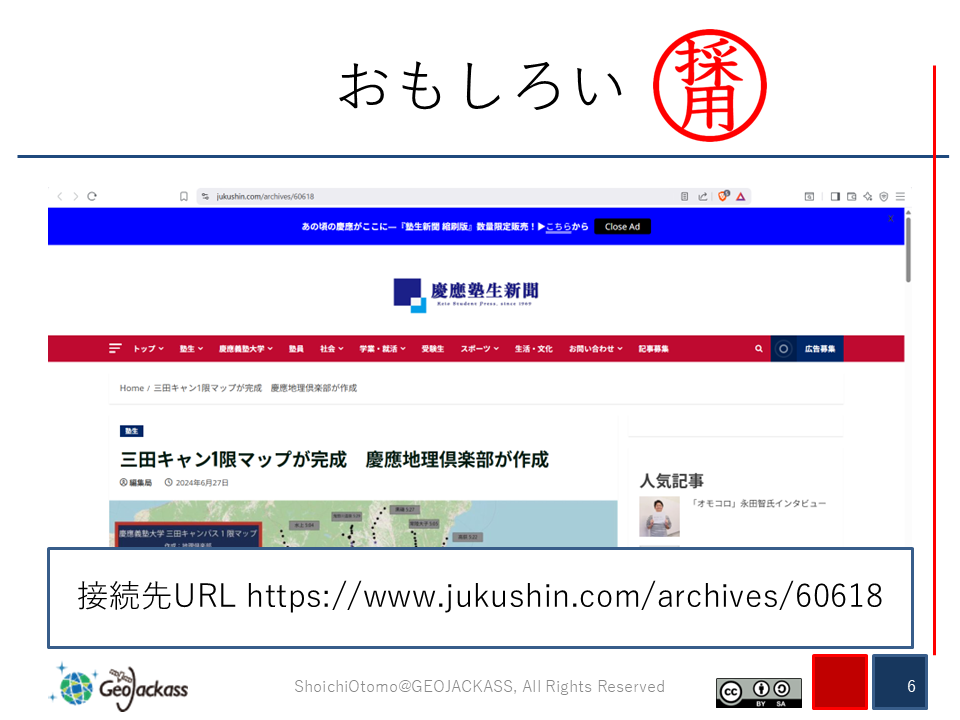 おもしろい
採用
jukushin.com/archives/60618
あの頃の慶應がここに―『塾生新聞 縮刷版』数量限定販売！▶こちらから
Close Ad
慶應塾生新聞
Keio Student Press, since 1969
トップ 塾生 慶應義塾大学 塾員 社会 学業・就活 受験生 スポーツ 生活・文化 お問い合わせ 記事募集 広告募集
Home / 三田キャン1限マップが完成　慶應地理倶楽部が作成
塾生
三田キャン1限マップが完成　慶應地理倶楽部が作成
編集局 2024年6月27日
人気記事
「オモコロ」永田智氏インタビュー
慶應義塾大学 三田キャンパス１限マップ
接続先URL https://www.jukushin.com/archives/60618
GeoJackass
ShoichiOtomo@GEOJACKASS, All Rights Reserved
cc BY SA
6